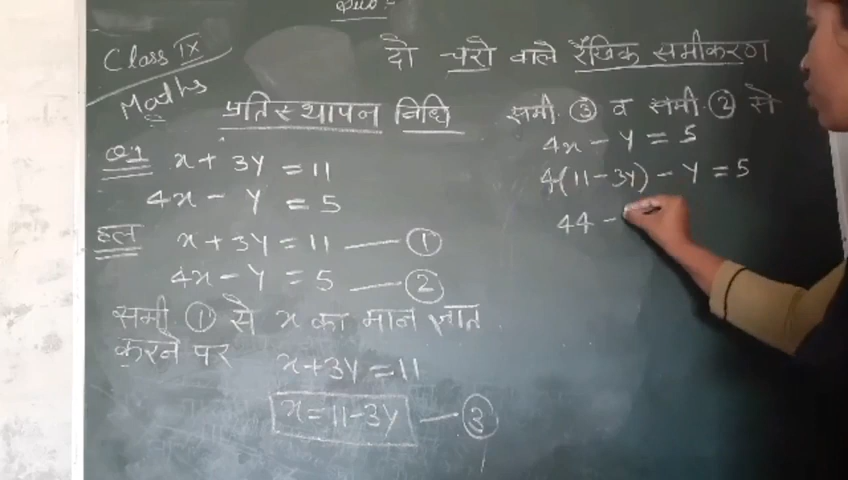 Class IX
Maths
दो चरो वाले रैखिक समीकरण
प्रतिस्थापन विधि
Q.1 x + 3y = 11
4x - y = 5
हल x + 3y = 11 — ①
4x - y = 5 — ②
समी. ① से x का मान ज्ञात
करने पर
x + 3y = 11
x = 11 - 3y — ③
समी. ③ व समी. ② से
4x - y = 5
4(11 - 3y) - y = 5
44 -